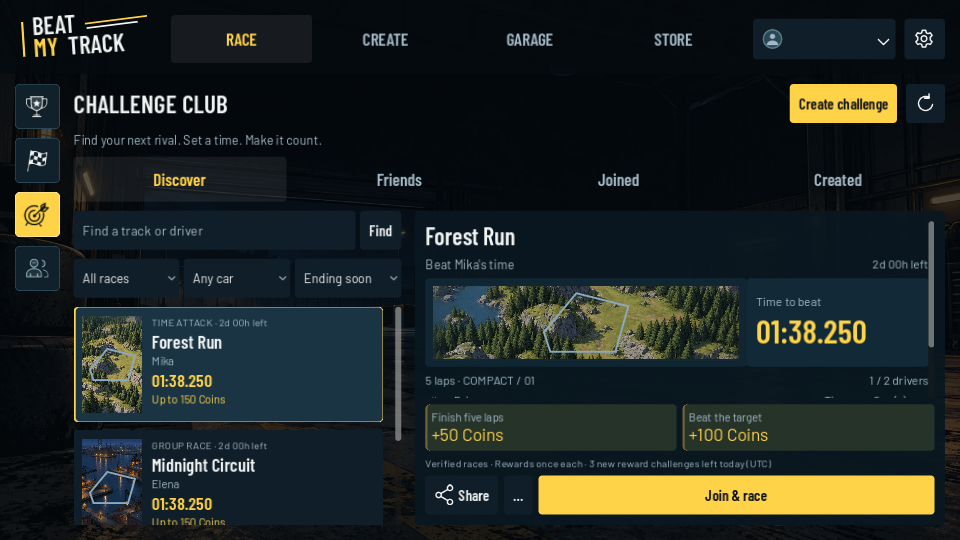 BEAT
MY TRACK
RACE
CREATE
GARAGE
STORE
CHALLENGE CLUB
Create challenge
Find your next rival. Set a time. Make it count.
Discover
Friends
Joined
Created
Find a track or driver
Find
All races
Any car
Ending soon
TIME ATTACK · 2d 00h left
Forest Run
Mika
01:38.250
Up to 150 Coins
GROUP RACE · 2d 00h left
Midnight Circuit
Elena
01:38.250
Up to 150 Coins
Forest Run
Beat Mika's time
2d 00h left
Time to beat
01:38.250
5 laps · COMPACT / 01
1 / 2 drivers
Finish five laps
+50 Coins
Beat the target
+100 Coins
Verified races · Rewards once each · 3 new reward challenges left today (UTC)
Share
...
Join & race